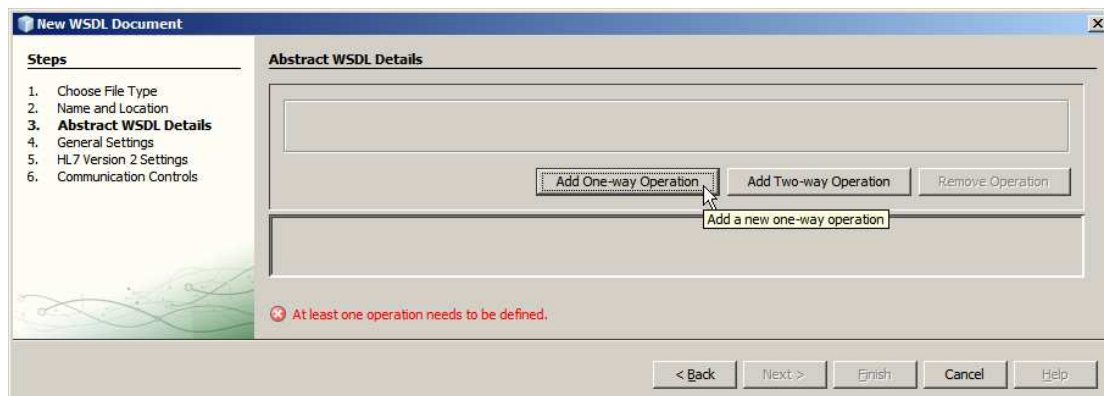 New WSDL Document
Steps
1. Choose File Type
2. Name and Location
3. Abstract WSDL Details
4. General Settings
5. HL7 Version 2 Settings
6. Communication Controls
Abstract WSDL Details
Add One-way Operation Add Two-way Operation Remove Operation
Add a new one-way operation
At least one operation needs to be defined.
< Back Next > Finish Cancel Help